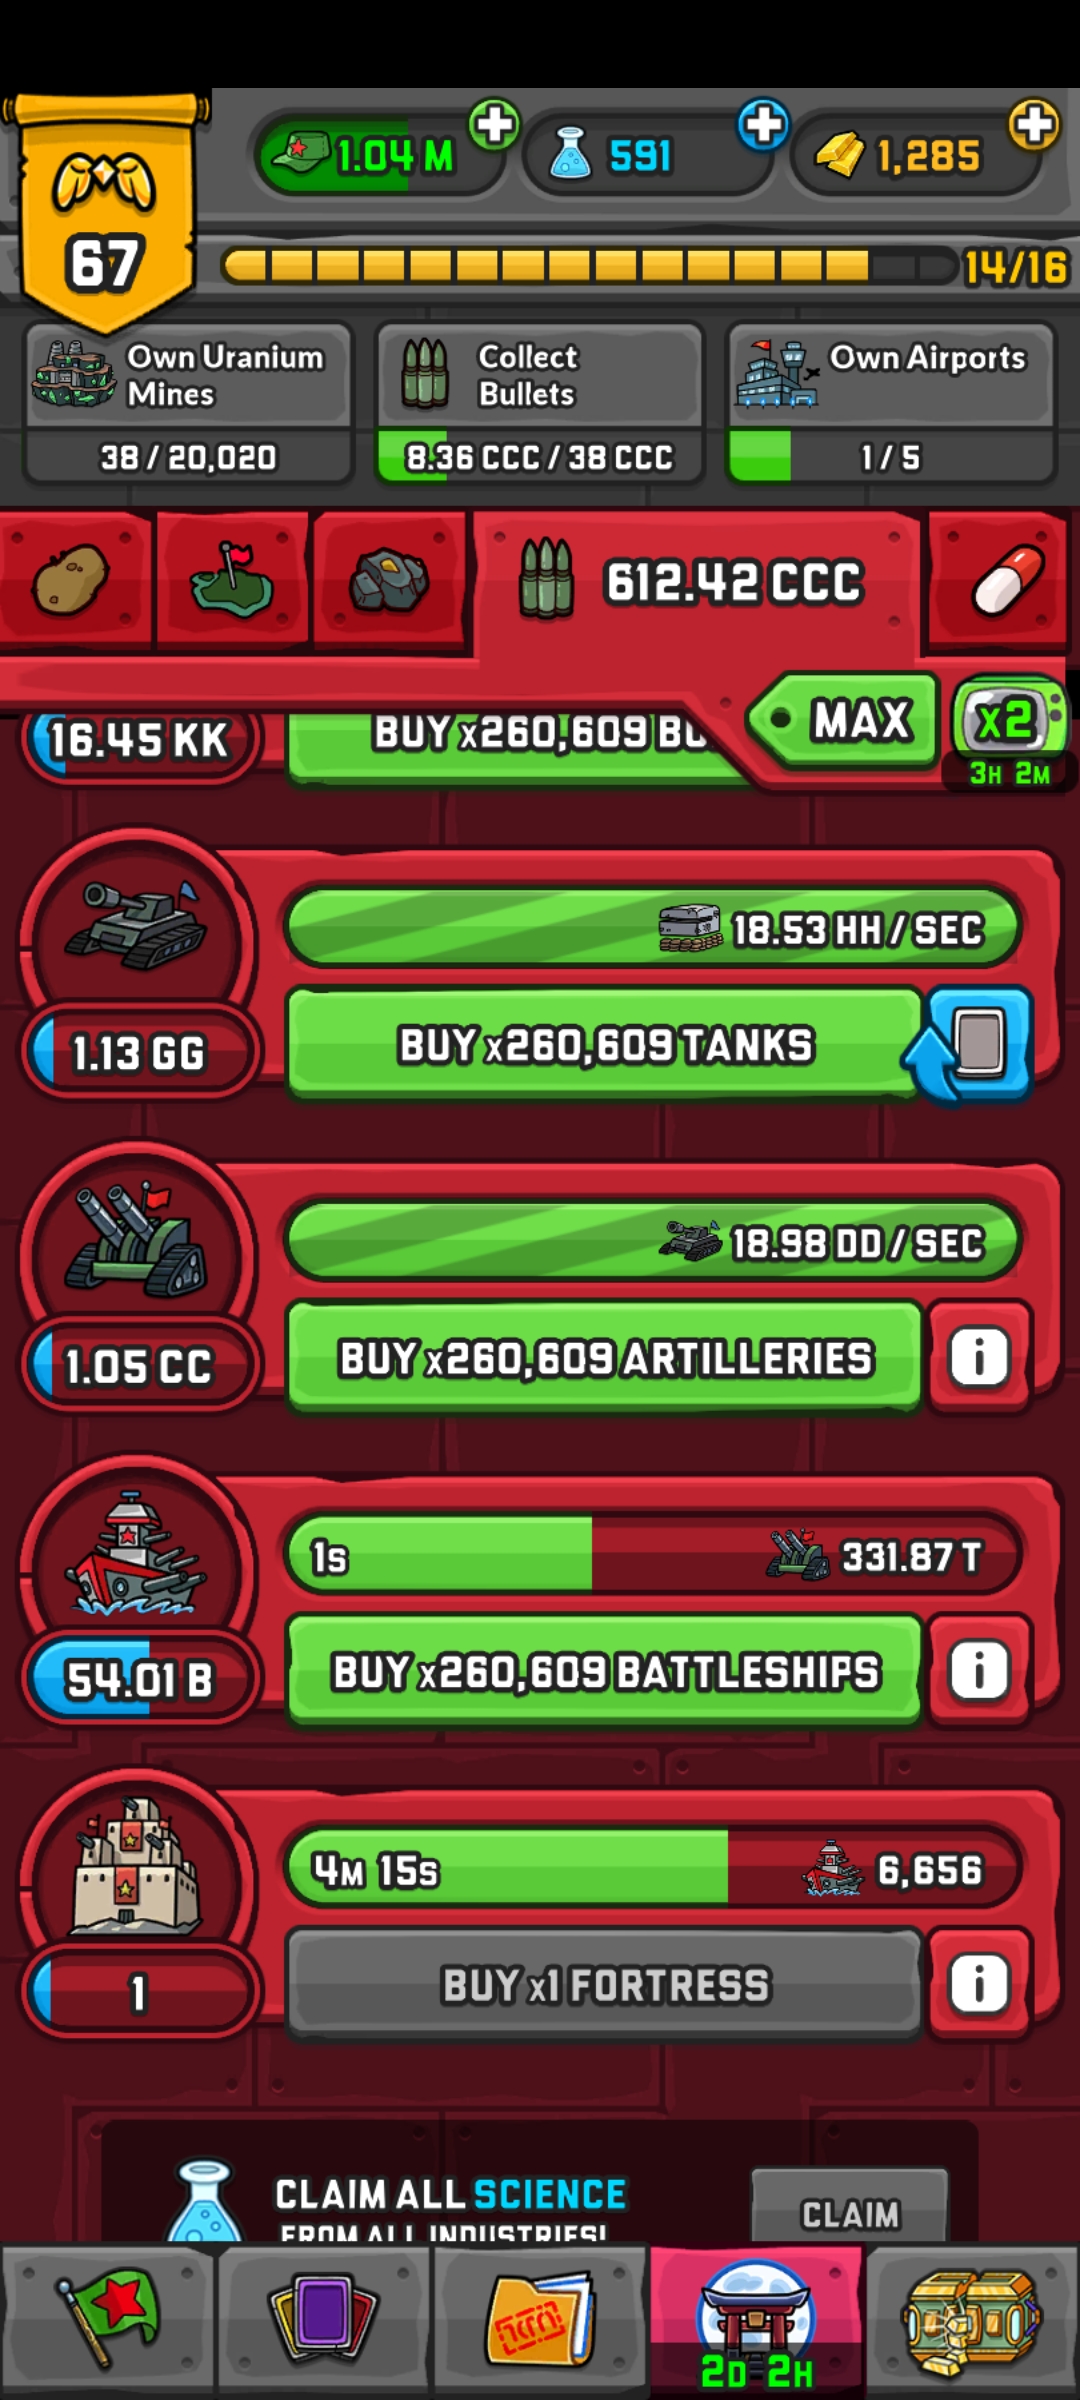 1.04 M
591
1,285
67
14/16
Own Uranium
Mines
38 / 20,020
Collect
Bullets
8.36 CCC / 38 CCC
Own Airports
1 / 5
612.42 CCC
MAX
x2
3H 2M
16.45 KK
BUY x260,609 BU
18.53 HH / SEC
1.13 GG
BUY x260,609 TANKS
18.98 DD / SEC
1.05 CC
BUY x260,609 ARTILLERIES
i
1s
331.87 T
54.01 B
BUY x260,609 BATTLESHIPS
i
4M 15s
6,656
1
BUY x1 FORTRESS
i
CLAIM ALL SCIENCE
FROM ALL INDUSTRIES!
CLAIM
2D 2H